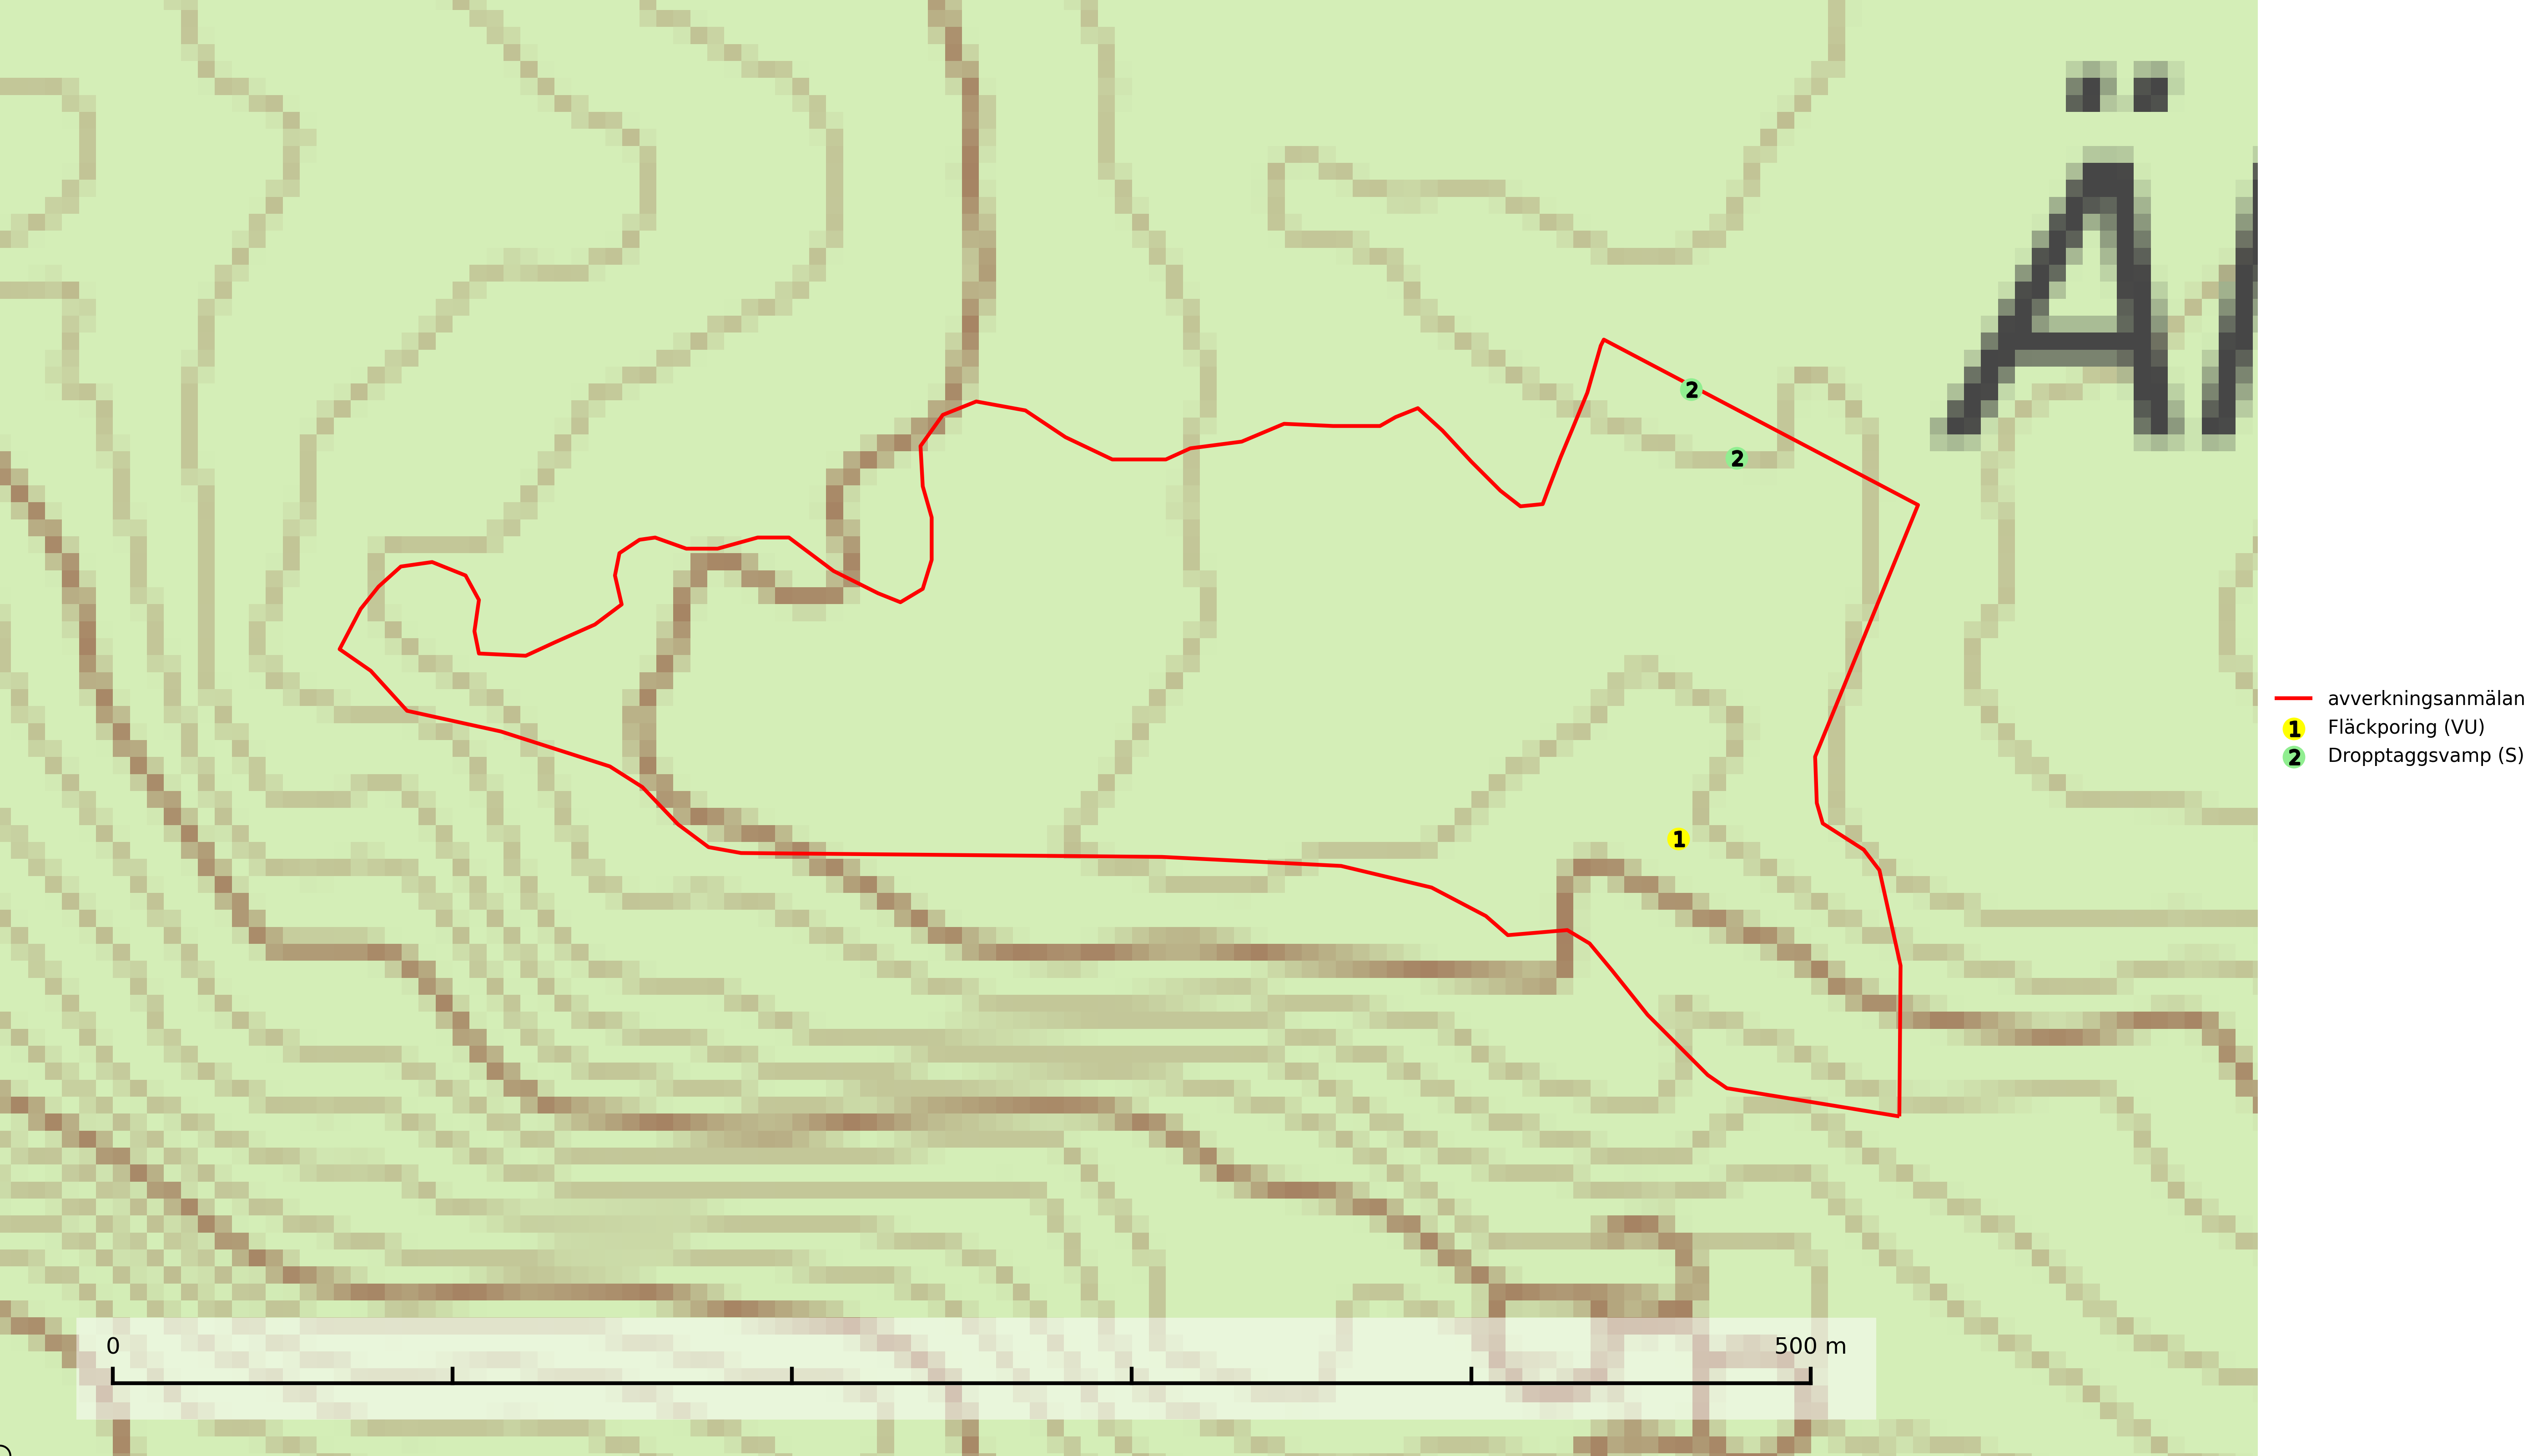 Ä
2
2
1
avverkningsanmälan
1 Fläckporing (VU)
2 Dropptaggsvamp (S)
0 500 m